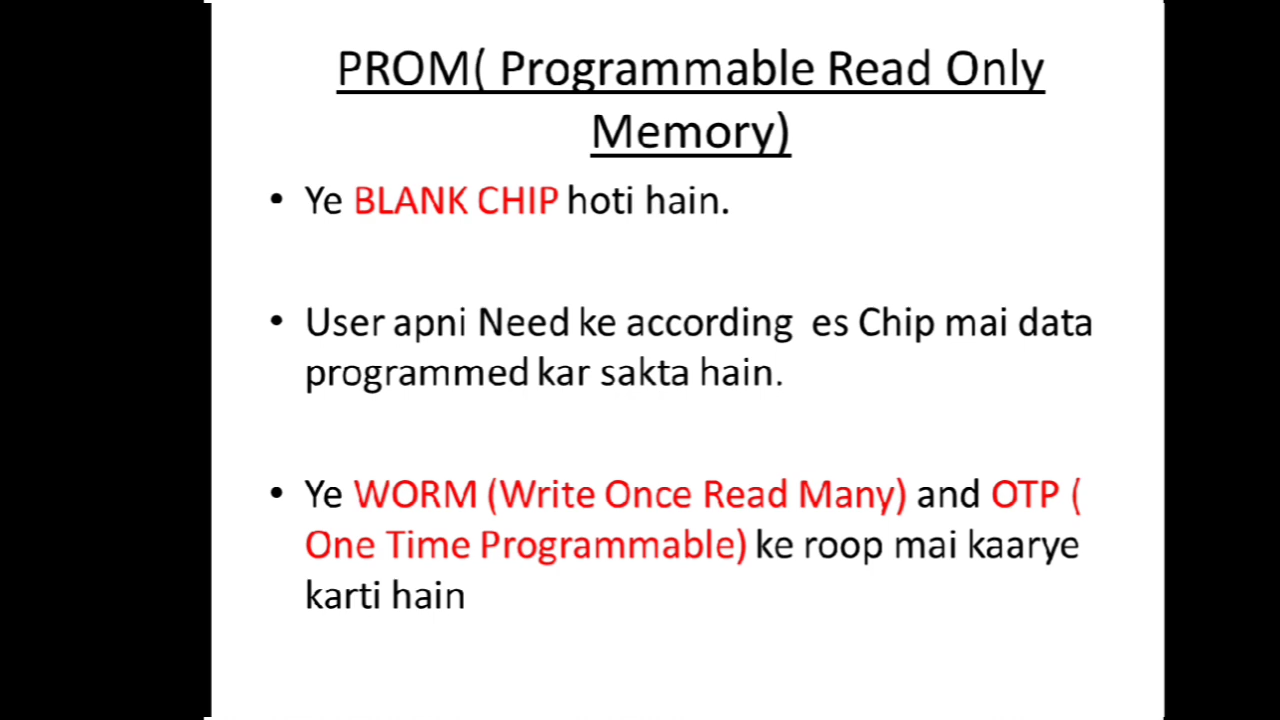 PROM( Programmable Read Only
Memory)
• Ye BLANK CHIP hoti hain.
• User apni Need ke according es Chip mai data
programmed kar sakta hain.
• Ye WORM (Write Once Read Many) and OTP (
One Time Programmable) ke roop mai kaarye
karti hain